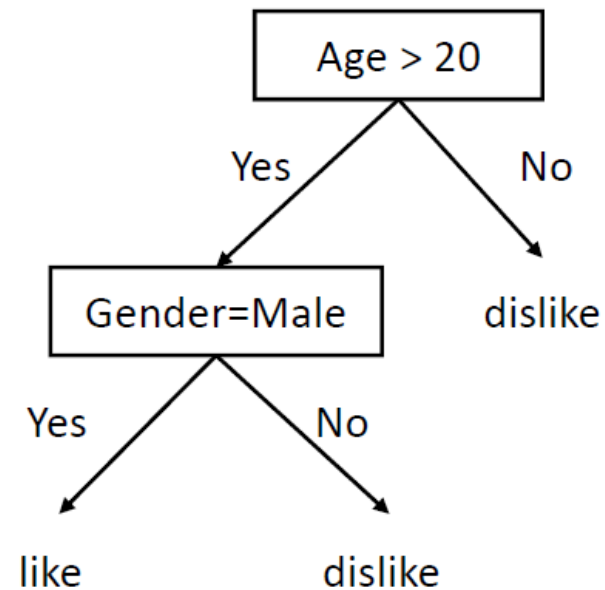 Age > 20
Yes
No
Gender=Male
dislike
Yes
No
like
dislike